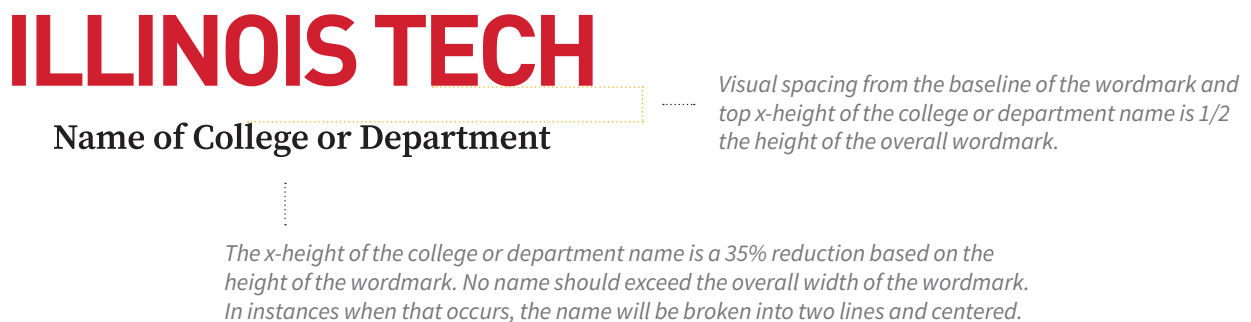 ILLINOIS TECH
Name of College or Department
Visual spacing from the baseline of the wordmark and
top x-height of the college or department name is 1/2
the height of the overall wordmark.
The x-height of the college or department name is a 35% reduction based on the
height of the wordmark. No name should exceed the overall width of the wordmark.
In instances when that occurs, the name will be broken into two lines and centered.